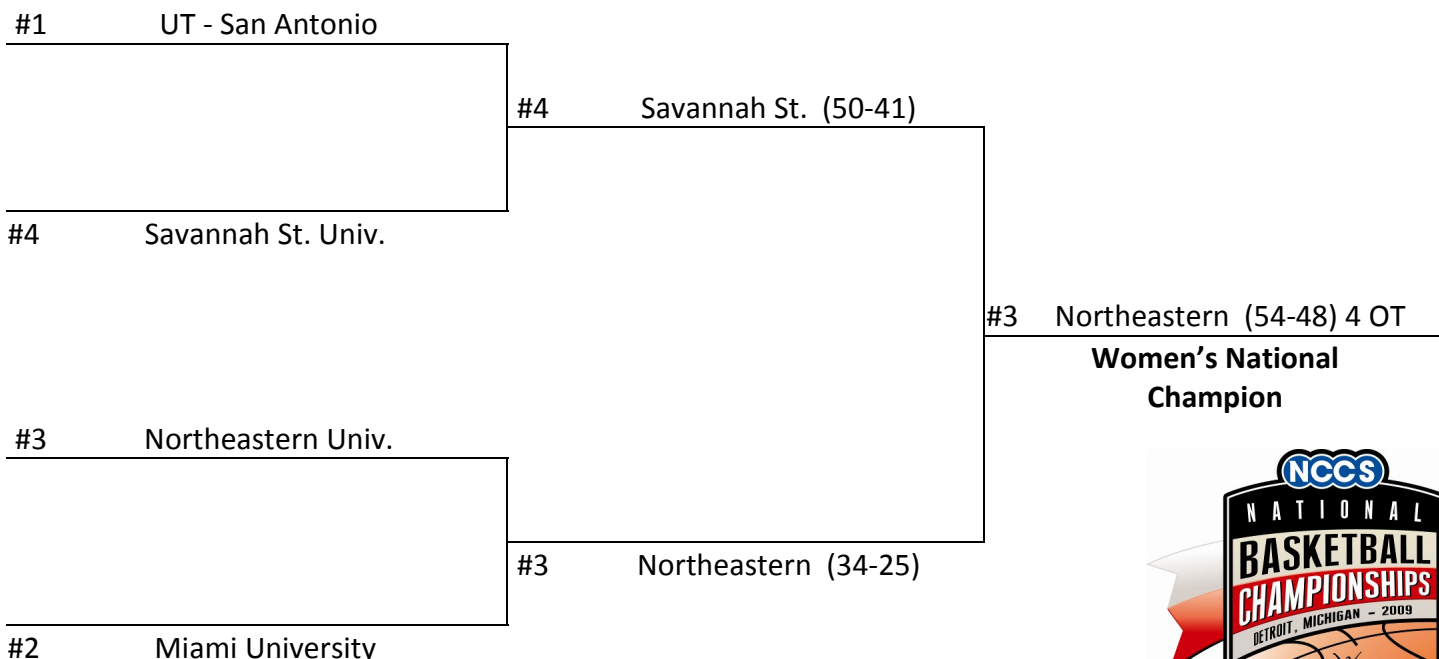 #1 UT - San Antonio
#4 Savannah St. (50-41)
#4 Savannah St. Univ.
#3 Northeastern (54-48) 4 OT
Women's National
Champion
#3 Northeastern Univ.
#3 Northeastern (34-25)
#2 Miami University
NCCS
NATIONAL
BASKETBALL
CHAMPIONSHIPS
DETROIT, MICHIGAN - 2009